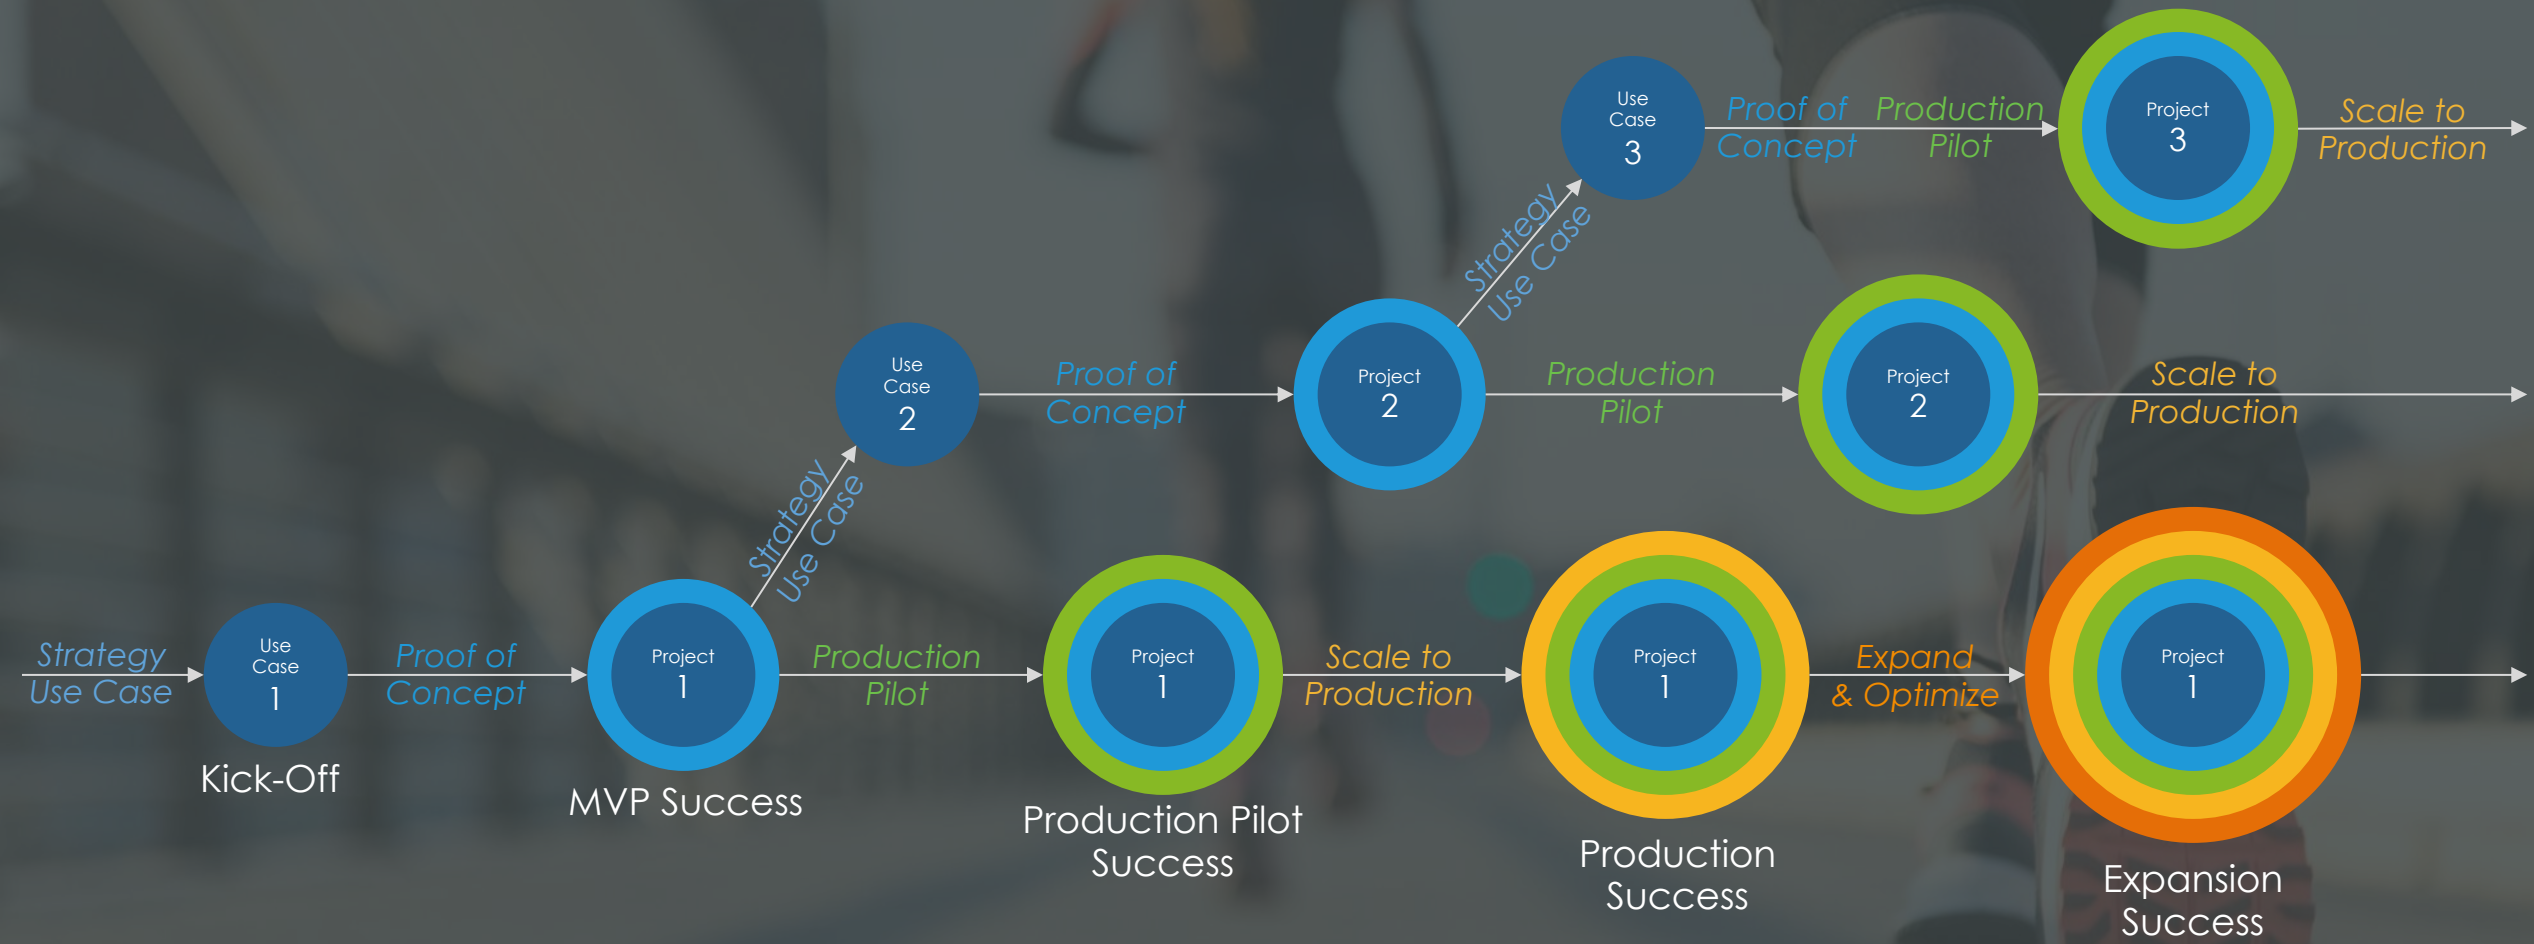 Use
Case
3
Proof of
Concept
Production
Pilot
Project
3
Scale to
Production
Strategy
Use Case
Use
Case
2
Proof of
Concept
Project
2
Production
Pilot
Project
2
Scale to
Production
Strategy
Use Case
Strategy
Use Case
Use
Case
1
Kick-Off
Proof of
Concept
Project
1
MVP Success
Production
Pilot
Project
1
Production Pilot
Success
Scale to
Production
Project
1
Production
Success
Expand
& Optimize
Project
1
Expansion
Success